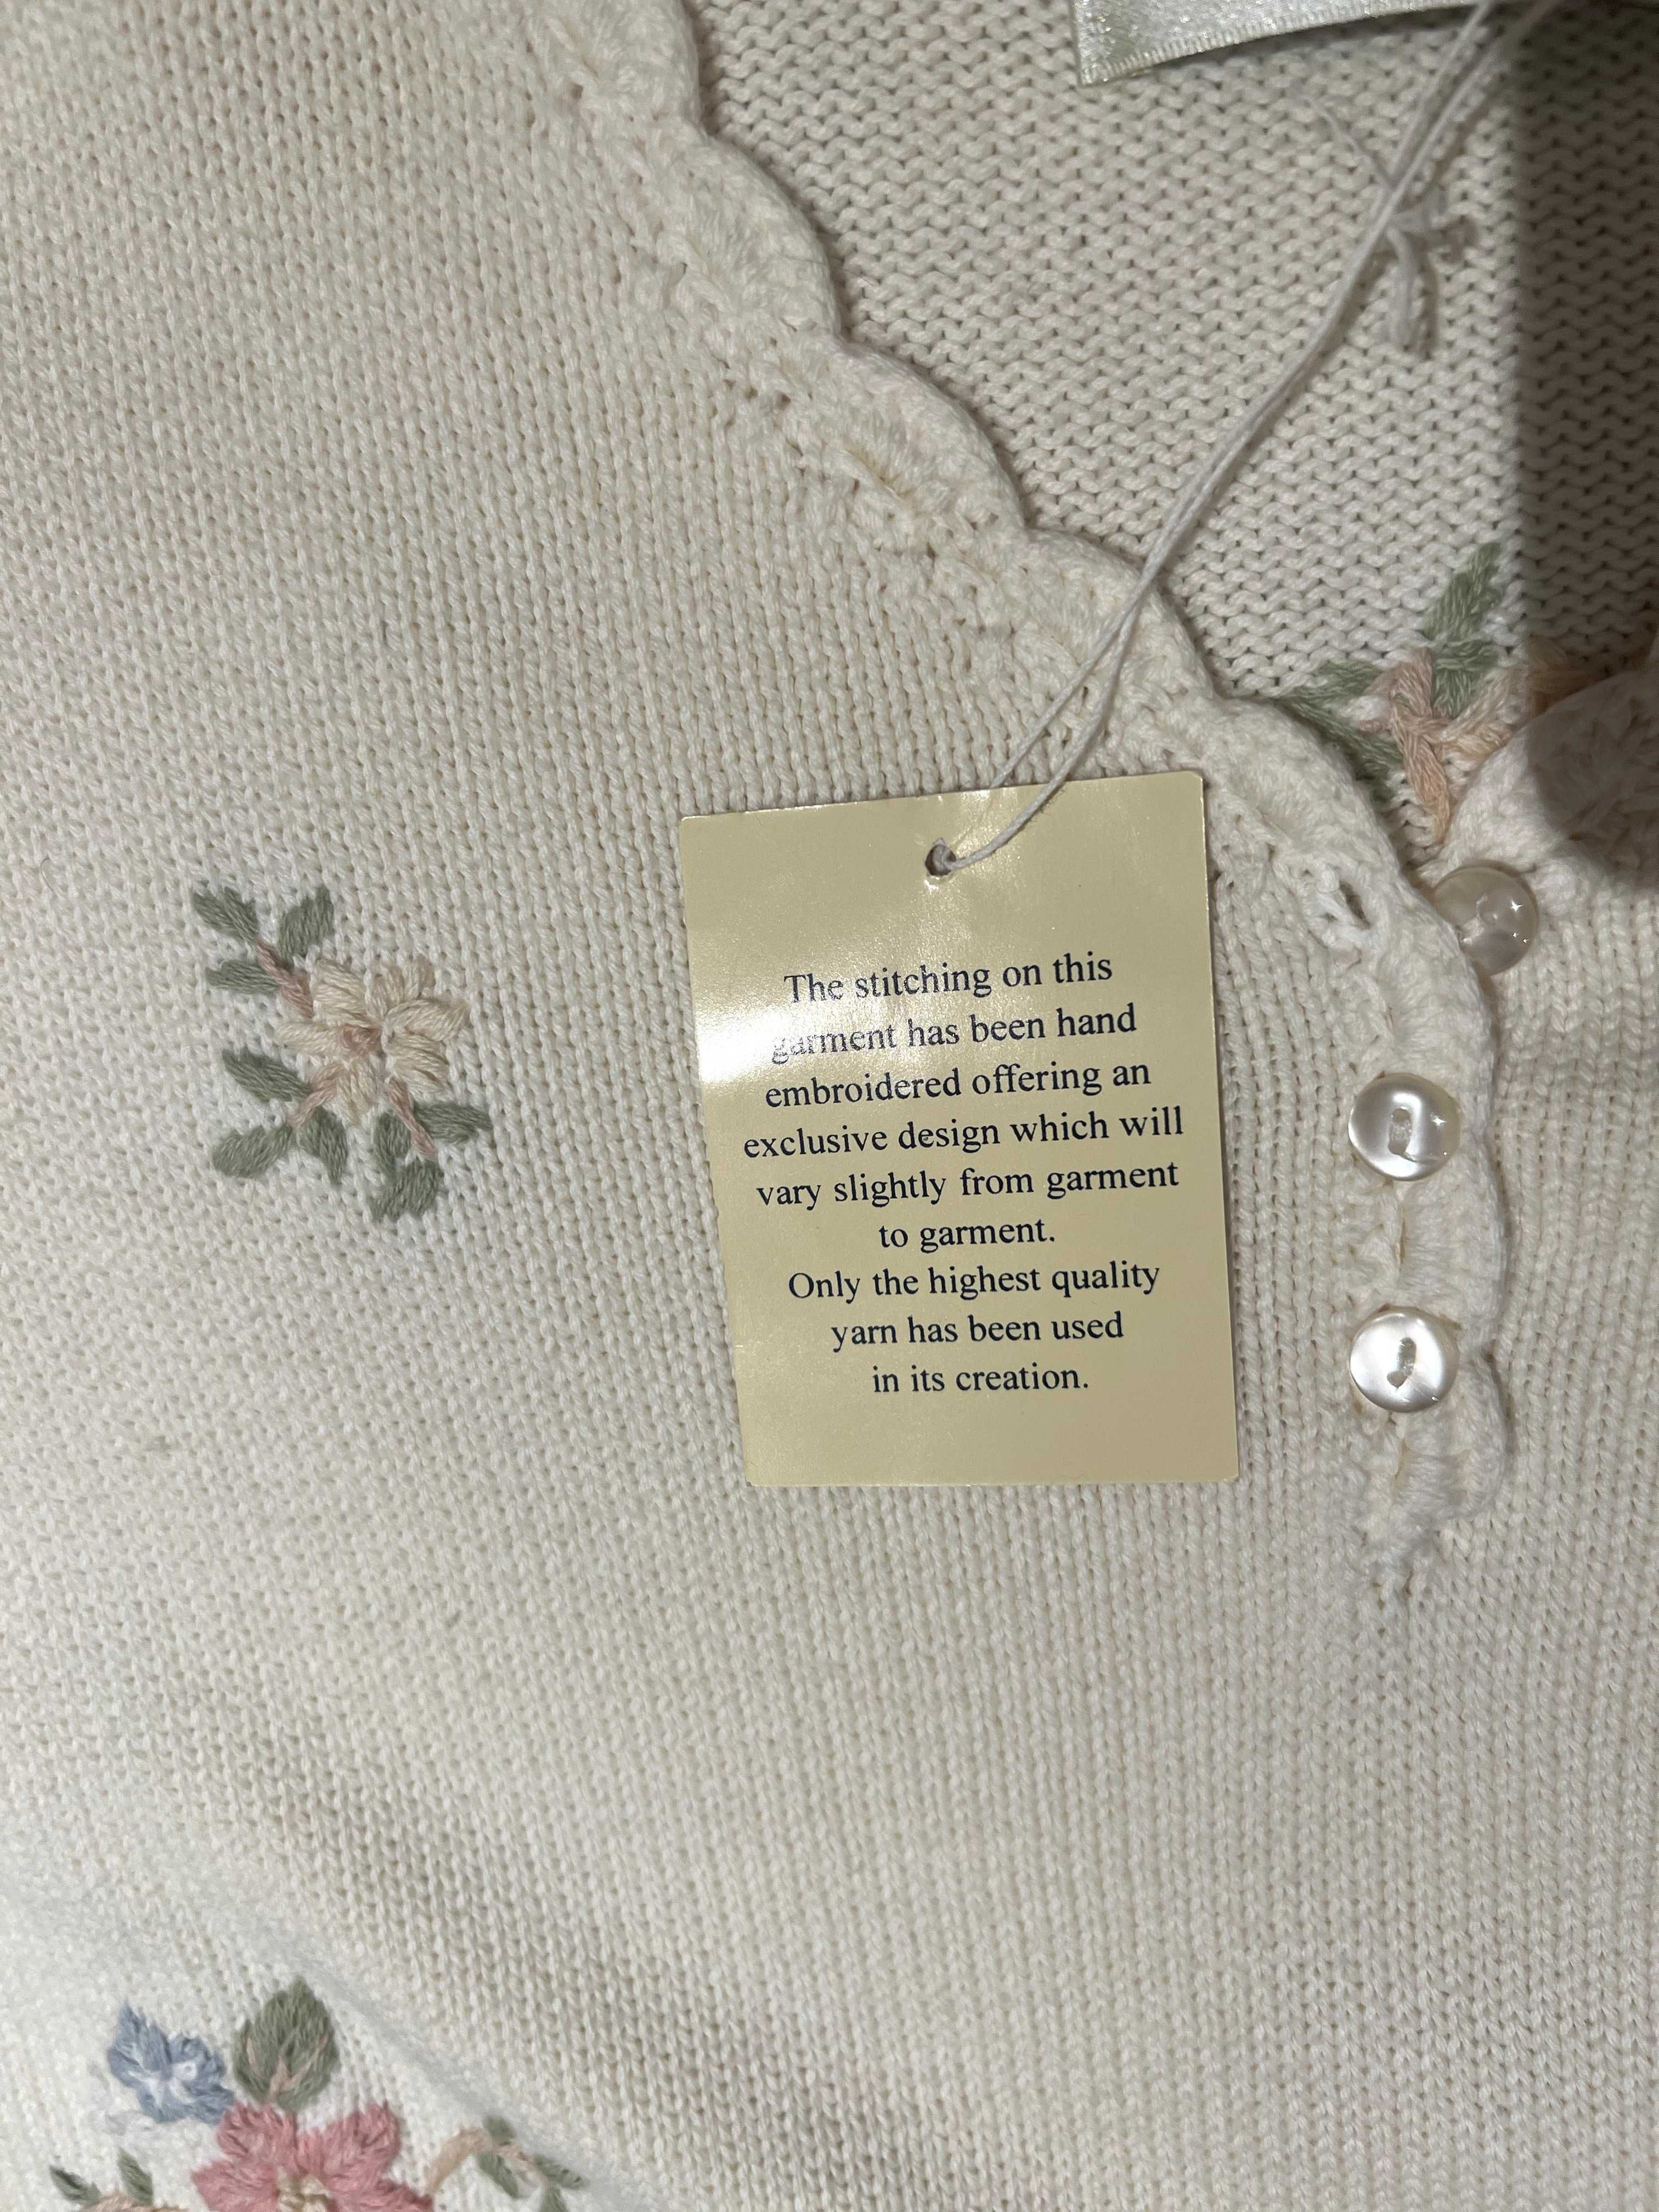 The stitching on this
garment has been hand
embroidered offering an
exclusive design which will
vary slightly from garment
to garment.
Only the highest quality
yarn has been used
in its creation.